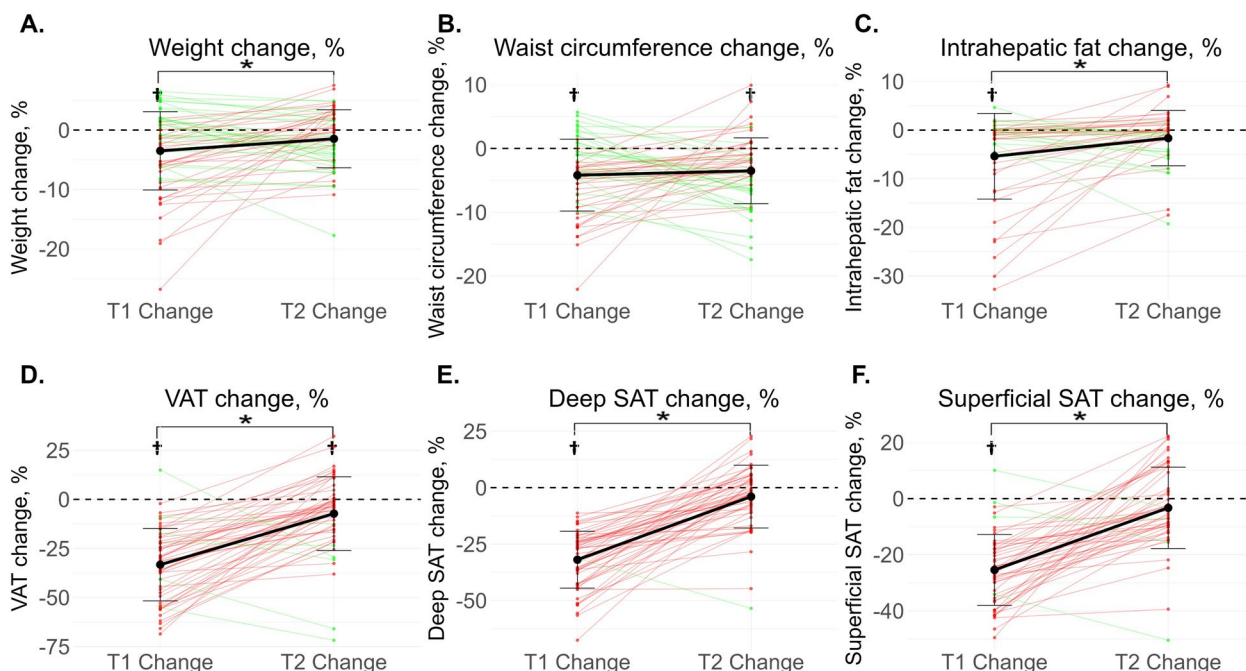 A.
Weight change, %
*
†
Weight change, %
0
-10
-20
T1 Change
T2 Change
B.
Waist circumference change, %
†
†
Waist circumference change, %
10
0
-10
-20
T1 Change
T2 Change
C.
Intrahepatic fat change, %
*
†
Intrahepatic fat change, %
10
0
-10
-20
-30
T1 Change
T2 Change
D.
VAT change, %
*
†
†
VAT change, %
25
0
-25
-50
-75
T1 Change
T2 Change
E.
Deep SAT change, %
*
†
Deep SAT change, %
25
0
-25
-50
T1 Change
T2 Change
F.
Superficial SAT change, %
*
†
Superficial SAT change, %
20
0
-20
-40
T1 Change
T2 Change